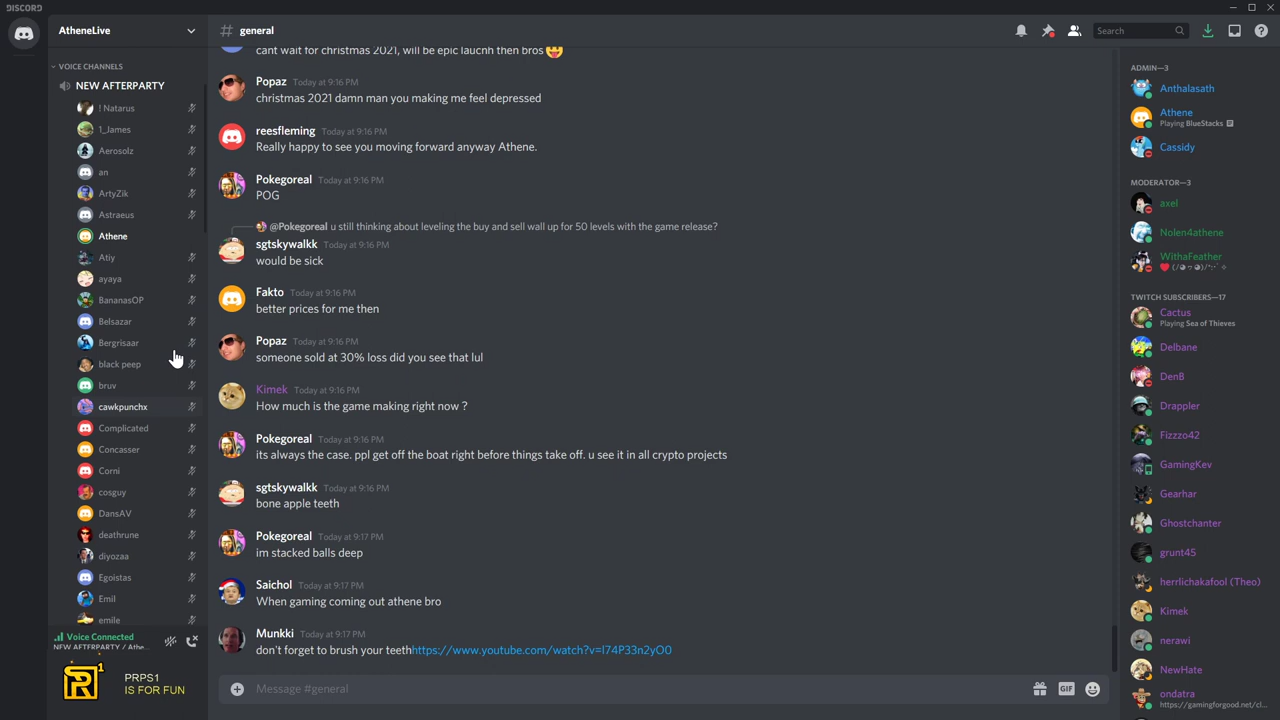 DISCORD
AtheneLive
# general
Search
VOICE CHANNELS
NEW AFTERPARTY
! Natarus
1_James
Aerosolz
an
ArtyZik
Astraeus
Athene
Atiy
ayaya
BananasOP
Belsazar
Bergrisaar
black peep
bruv
cawkpunchx
Complicated
Concasser
Corni
cosguy
DansAV
deathrune
diyozaa
Egoistas
Emil
emile
Voice Connected
NEW AFTERPARTY / Athe...
PRPS1
IS FOR FUN
cant wait for christmas 2021, will be epic laucnh then bros 😛
Popaz Today at 9:16 PM
christmas 2021 damn man you making me feel depressed
reesfleming Today at 9:16 PM
Really happy to see you moving forward anyway Athene.
Pokegoreal Today at 9:16 PM
POG
@Pokegoreal u still thinking about leveling the buy and sell wall up for 50 levels with the game release?
sgtskywalkk Today at 9:16 PM
would be sick
Fakto Today at 9:16 PM
better prices for me then
Popaz Today at 9:16 PM
someone sold at 30% loss did you see that lul
Kimek Today at 9:16 PM
How much is the game making right now ?
Pokegoreal Today at 9:16 PM
its always the case. ppl get off the boat right before things take off. u see it in all crypto projects
sgtskywalkk Today at 9:16 PM
bone apple teeth
Pokegoreal Today at 9:17 PM
im stacked balls deep
Saichol Today at 9:17 PM
When gaming coming out athene bro
Munkki Today at 9:17 PM
don't forget to brush your teethhttps://www.youtube.com/watch?v=I74P33n2yO0
Message #general
GIF
ADMIN—3
Anthalasath
Athene
Playing BlueStacks
Cassidy
MODERATOR—3
axel
Nolen4athene
WithaFeather
TWITCH SUBSCRIBERS—17
Cactus
Playing Sea of Thieves
Delbane
DenB
Drappler
Fizzzo42
GamingKev
Gearhar
Ghostchanter
grunt45
herrlichakafool (Theo)
Kimek
nerawi
NewHate
ondatra
https://gamingforgood.net/cl...